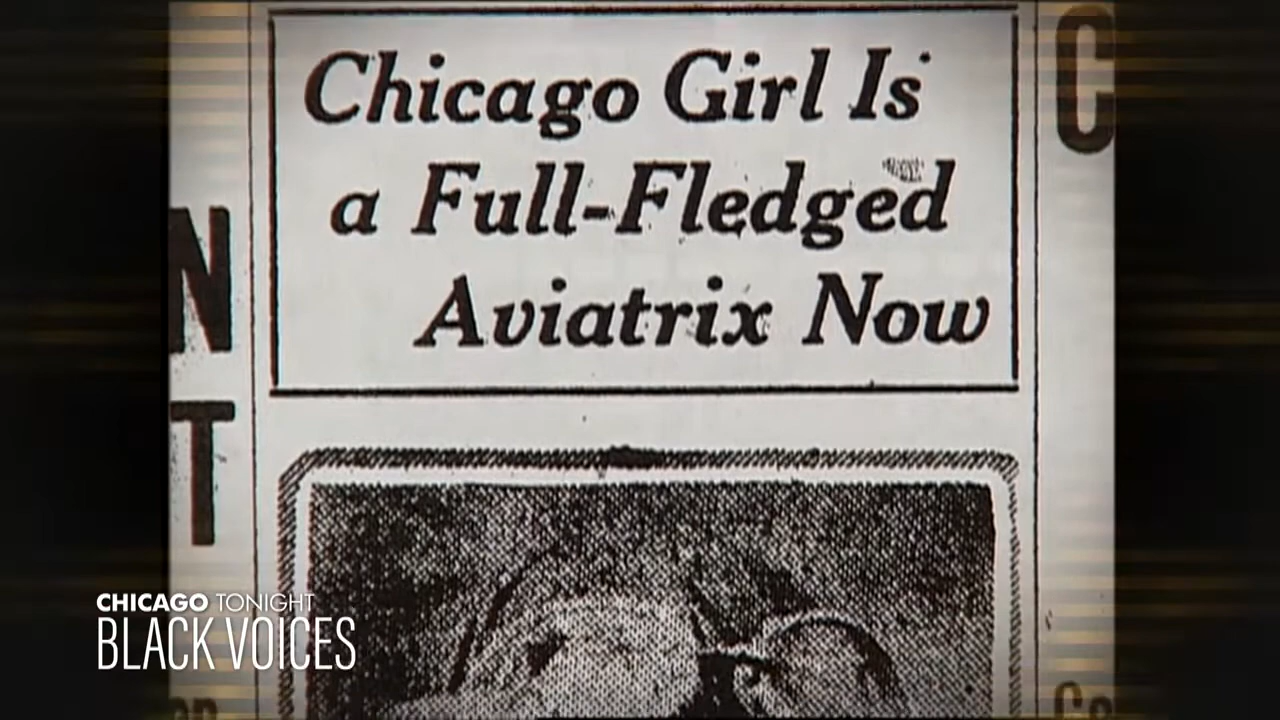 Chicago Girl Is
a Full-Fledged
Aviatrix Now
C
N
T
CHICAGO TONIGHT
BLACK VOICES